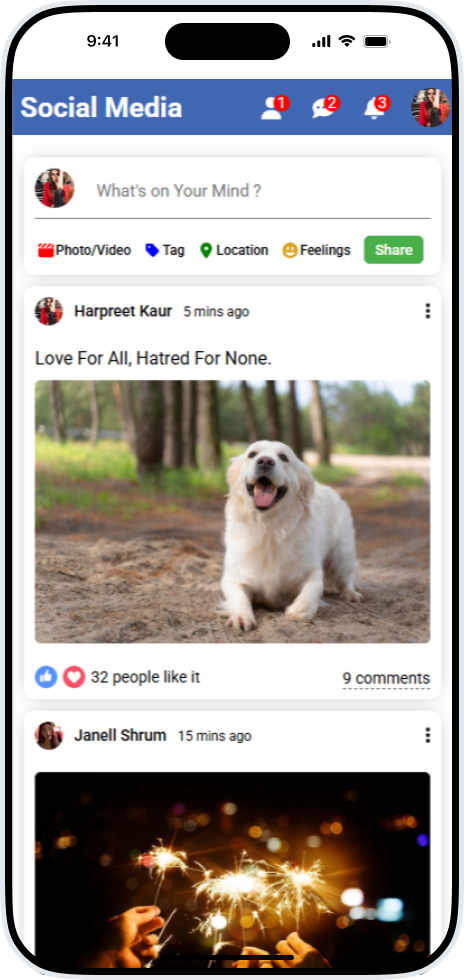 9:41
Social Media 1 2 3
What's on Your Mind ?
Photo/Video Tag Location Feelings Share
Harpreet Kaur 5 mins ago
Love For All, Hatred For None.
32 people like it 9 comments
Janell Shrum 15 mins ago